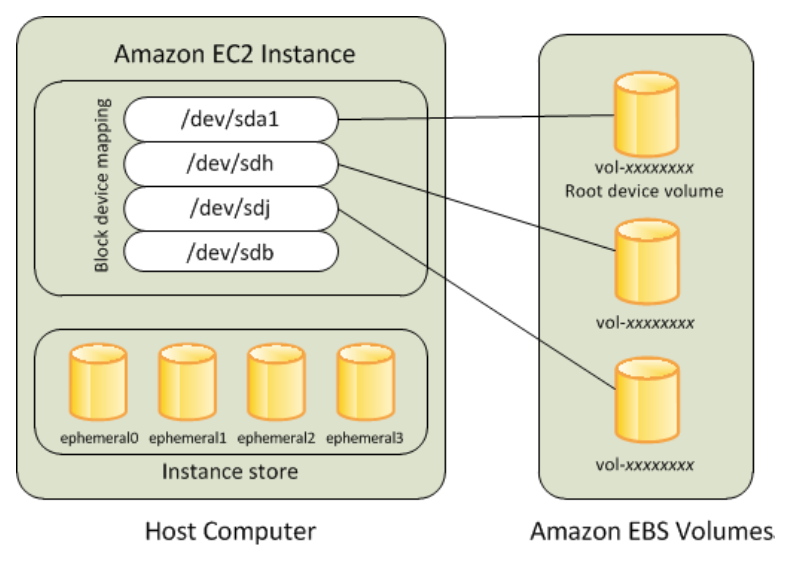 Amazon EC2 Instance
Block device mapping
/dev/sda1
/dev/sdh
/dev/sdj
/dev/sdb
ephemeral0 ephemeral1 ephemeral2 ephemeral3
Instance store
Host Computer
vol-xxxxxxxx
Root device volume
vol-xxxxxxxx
vol-xxxxxxxx
Amazon EBS Volumes